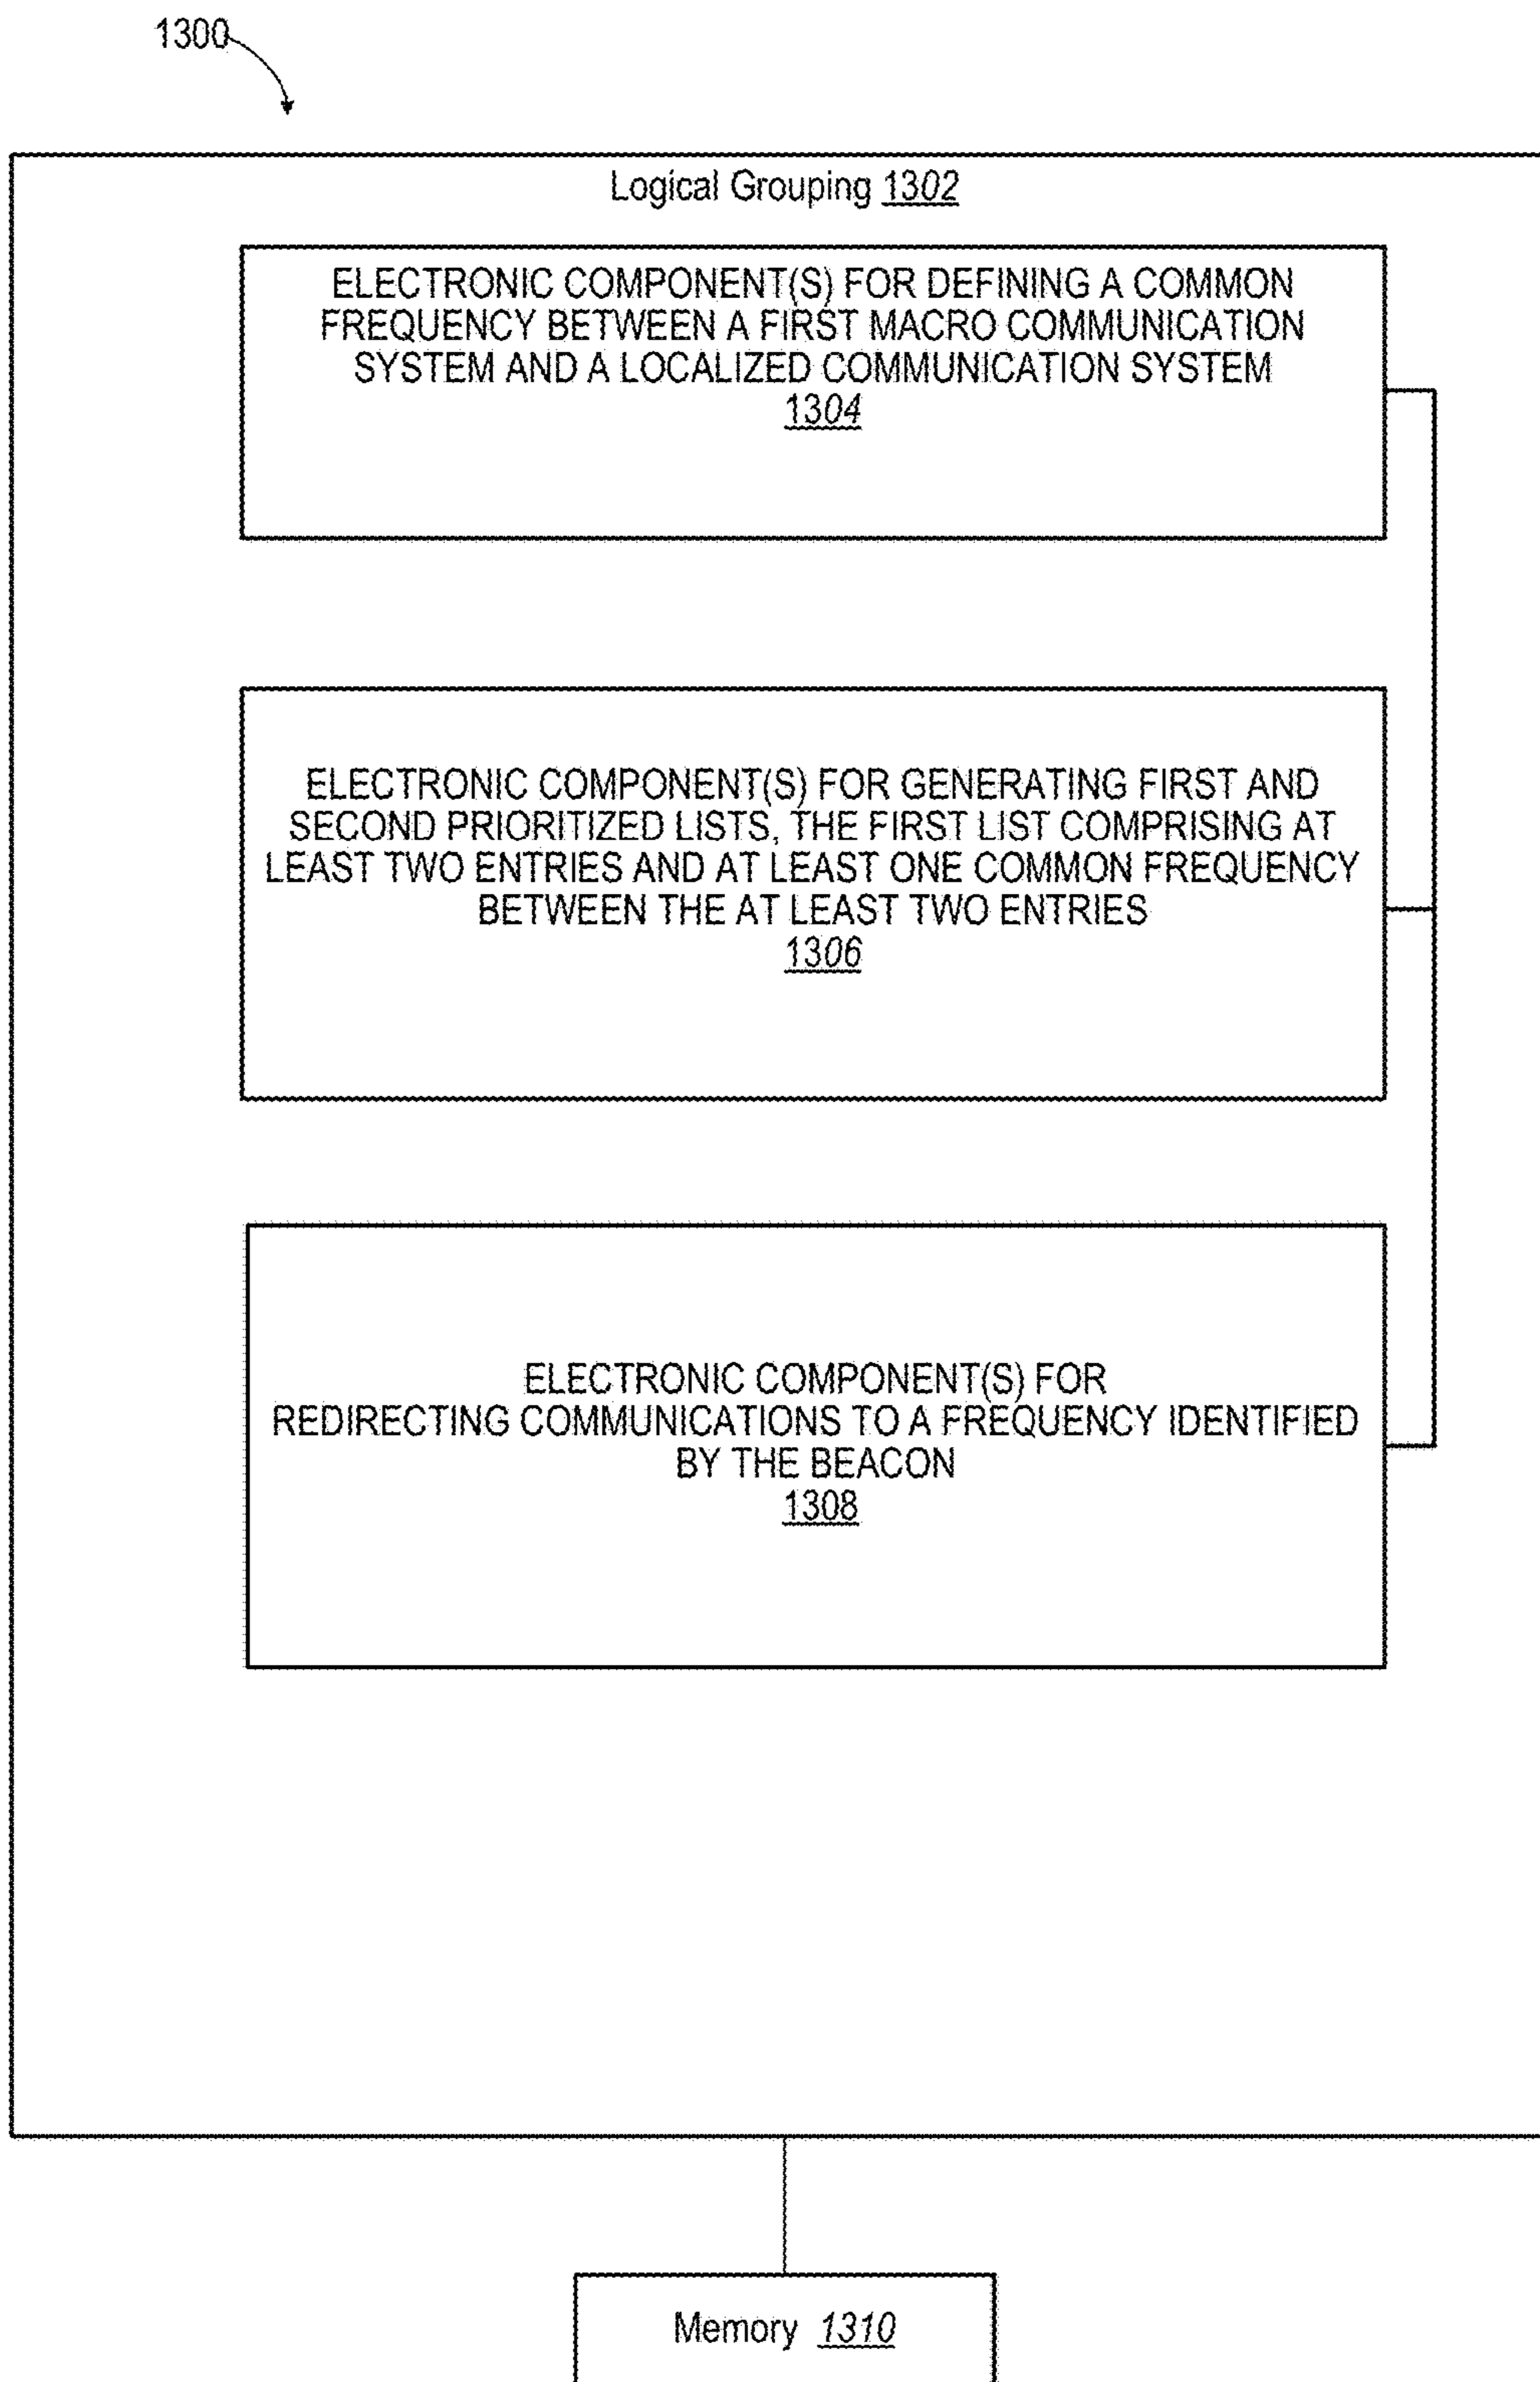 1300
Logical Grouping 1302
ELECTRONIC COMPONENT(S) FOR DEFINING A COMMON
FREQUENCY BETWEEN A FIRST MACRO COMMUNICATION
SYSTEM AND A LOCALIZED COMMUNICATION SYSTEM
1304
ELECTRONIC COMPONENT(S) FOR GENERATING FIRST AND
SECOND PRIORITIZED LISTS, THE FIRST LIST COMPRISING AT
LEAST TWO ENTRIES AND AT LEAST ONE COMMON FREQUENCY
BETWEEN THE AT LEAST TWO ENTRIES
1306
ELECTRONIC COMPONENT(S) FOR
REDIRECTING COMMUNICATIONS TO A FREQUENCY IDENTIFIED
BY THE BEACON
1308
Memory 1310